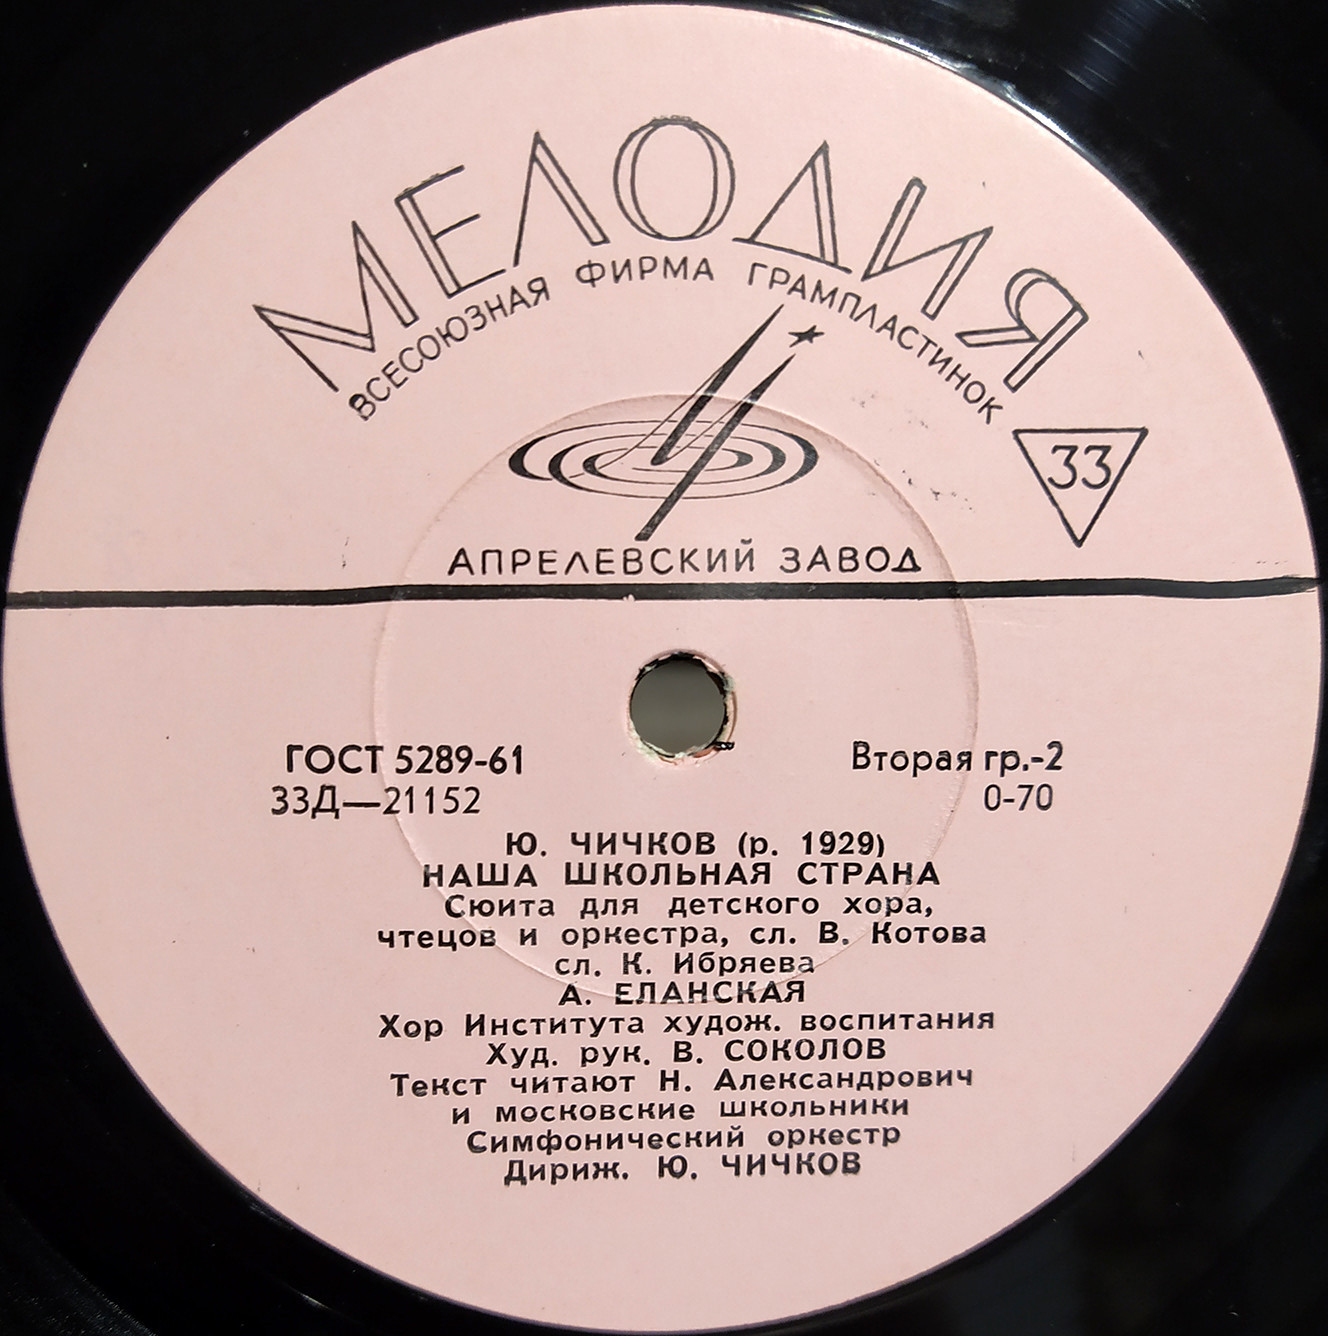 МЕЛОДИЯ
ВСЕСОЮЗНАЯ ФИРМА ГРАМПЛАСТИНОК
33
АПРЕЛЕВСКИЙ ЗАВОД
ГОСТ 5289-61
Вторая гр.-2
33Д—21152
0-70
Ю. ЧИЧКОВ (р. 1929)
НАША ШКОЛЬНАЯ СТРАНА
Сюита для детского хора,
чтецов и оркестра, сл. В. Котова
сл. К. Ибряева
А. ЕЛАНСКАЯ
Хор Института худож. воспитания
Худ. рук. В. СОКОЛОВ
Текст читают Н. Александрович
и московские школьники
Симфонический оркестр
Дириж. Ю. ЧИЧКОВ